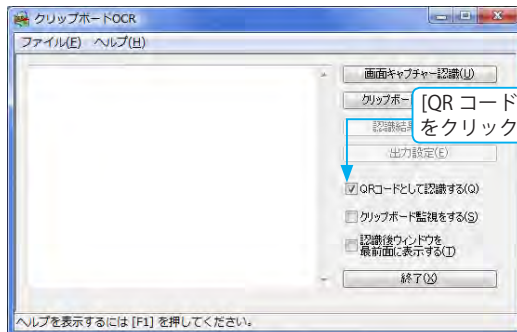 クリップボードOCR
ファイル(F) ヘルプ(H)
画面キャプチャー認識(U)
クリップボー
[QR コード
をクリック
認識結
出力設定(E)
QRコードとして認識する(Q)
クリップボード監視をする(S)
認識後ウィンドウを
最前面に表示する(T)
終了(X)
ヘルプを表示するには [F1] を押してください。